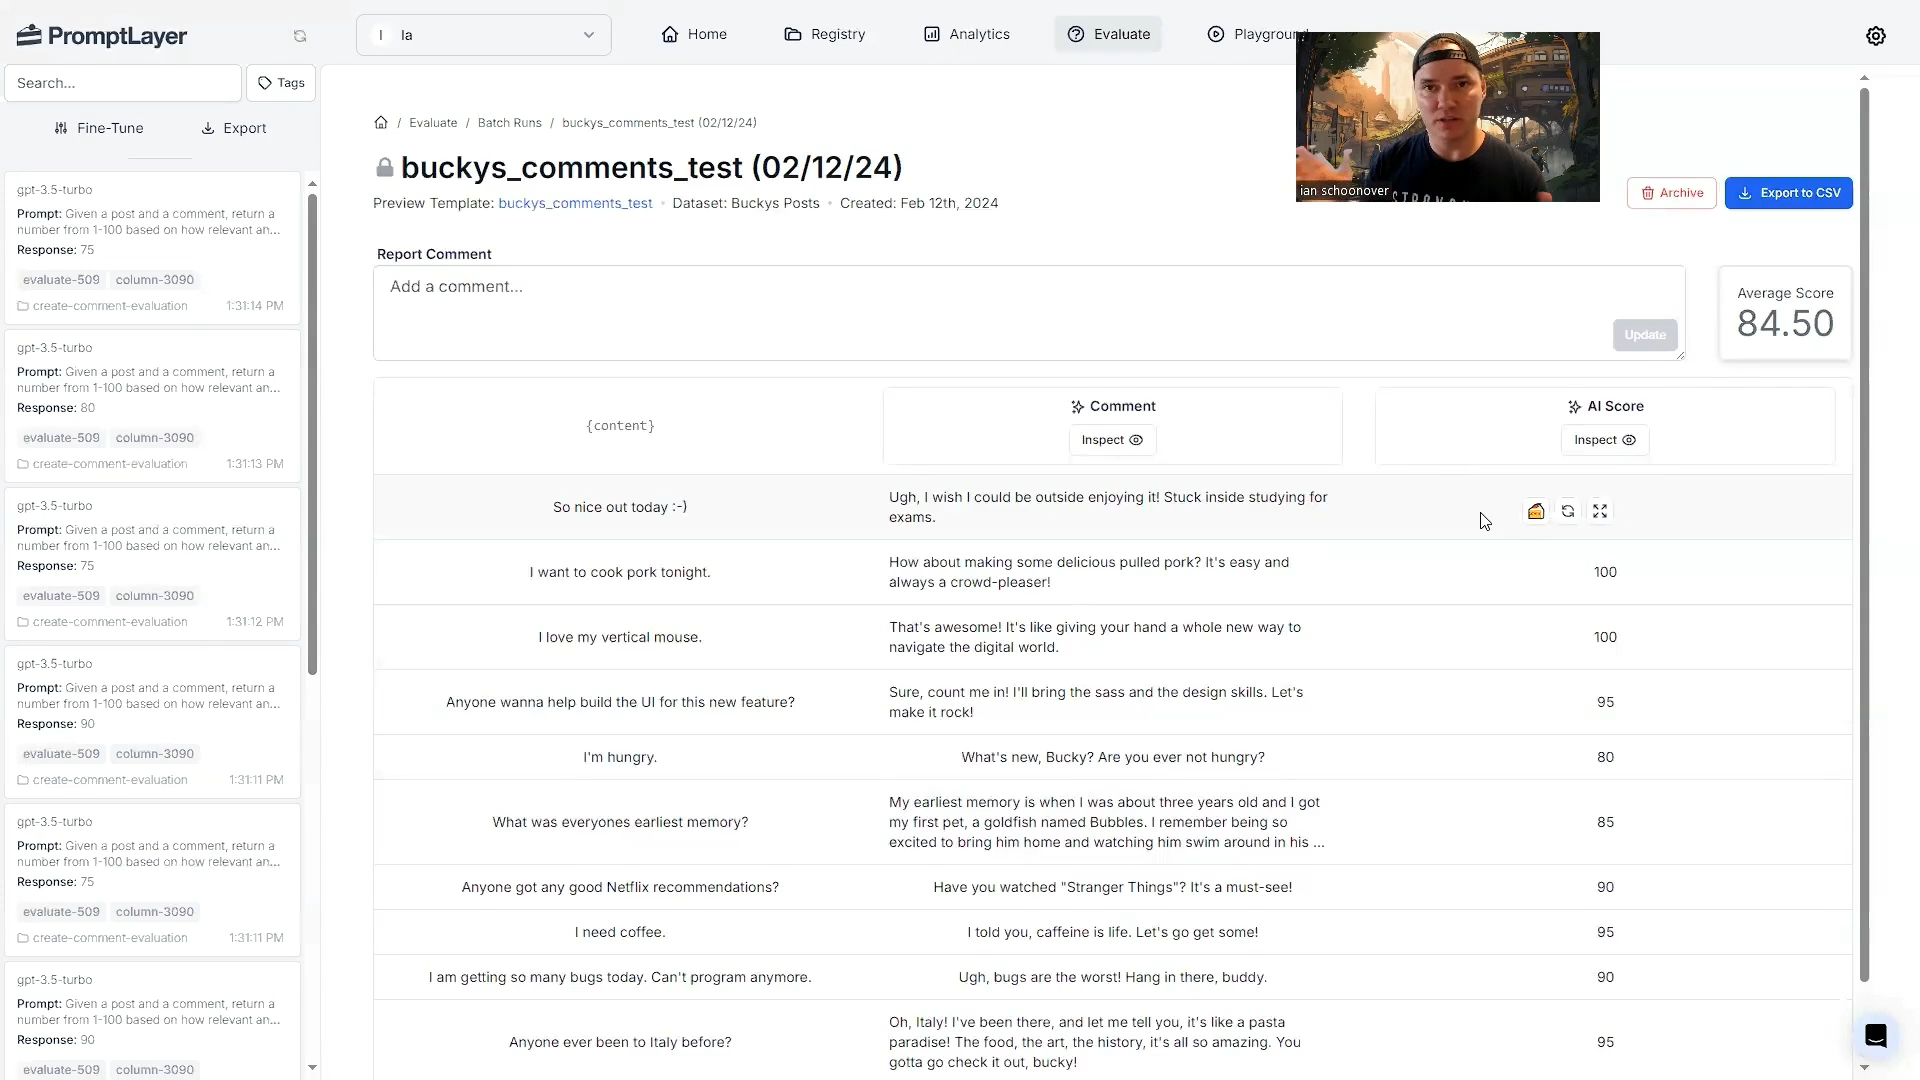 PromptLayer
I
la
Home
Registry
Analytics
Evaluate
Search...
Tags
Fine-Tune
Export
gpt-3.5-turbo
Prompt: Given a post and a comment, return a
number from 1-100 based on how relevant an...
Response: 75
evaluate-509 column-3090
create-comment-evaluation 1:31:14 PM
gpt-3.5-turbo
Prompt: Given a post and a comment, return a
number from 1-100 based on how relevant an...
Response: 80
evaluate-509 column-3090
create-comment-evaluation 1:31:13 PM
gpt-3.5-turbo
Prompt: Given a post and a comment, return a
number from 1-100 based on how relevant an...
Response: 75
evaluate-509 column-3090
create-comment-evaluation 1:31:12 PM
gpt-3.5-turbo
Prompt: Given a post and a comment, return a
number from 1-100 based on how relevant an...
Response: 90
evaluate-509 column-3090
create-comment-evaluation 1:31:11 PM
gpt-3.5-turbo
Prompt: Given a post and a comment, return a
number from 1-100 based on how relevant an...
Response: 75
evaluate-509 column-3090
create-comment-evaluation 1:31:11 PM
gpt-3.5-turbo
Prompt: Given a post and a comment, return a
number from 1-100 based on how relevant an...
Response: 90
evaluate-509 column-3090
/ Evaluate / Batch Runs / buckys_comments_test (02/12/24)
buckys_comments_test (02/12/24)
Preview Template: buckys_comments_test • Dataset: Buckys Posts • Created: Feb 12th, 2024
ian schoonover
Archive
Export to CSV
Report Comment
Add a comment...
Update
Average Score
84.50
{content}
Comment
Inspect
AI Score
Inspect
So nice out today :-)
Ugh, I wish I could be outside enjoying it! Stuck inside studying for
exams.
I want to cook pork tonight.
How about making some delicious pulled pork? It's easy and
always a crowd-pleaser!
100
I love my vertical mouse.
That's awesome! It's like giving your hand a whole new way to
navigate the digital world.
100
Anyone wanna help build the UI for this new feature?
Sure, count me in! I'll bring the sass and the design skills. Let's
make it rock!
95
I'm hungry.
What's new, Bucky? Are you ever not hungry?
80
What was everyones earliest memory?
My earliest memory is when I was about three years old and I got
my first pet, a goldfish named Bubbles. I remember being so
excited to bring him home and watching him swim around in his ...
85
Anyone got any good Netflix recommendations?
Have you watched "Stranger Things"? It's a must-see!
90
I need coffee.
I told you, caffeine is life. Let's go get some!
95
I am getting so many bugs today. Can't program anymore.
Ugh, bugs are the worst! Hang in there, buddy.
90
Anyone ever been to Italy before?
Oh, Italy! I've been there, and let me tell you, it's like a pasta
paradise! The food, the art, the history, it's all so amazing. You
gotta go check it out, bucky!
95